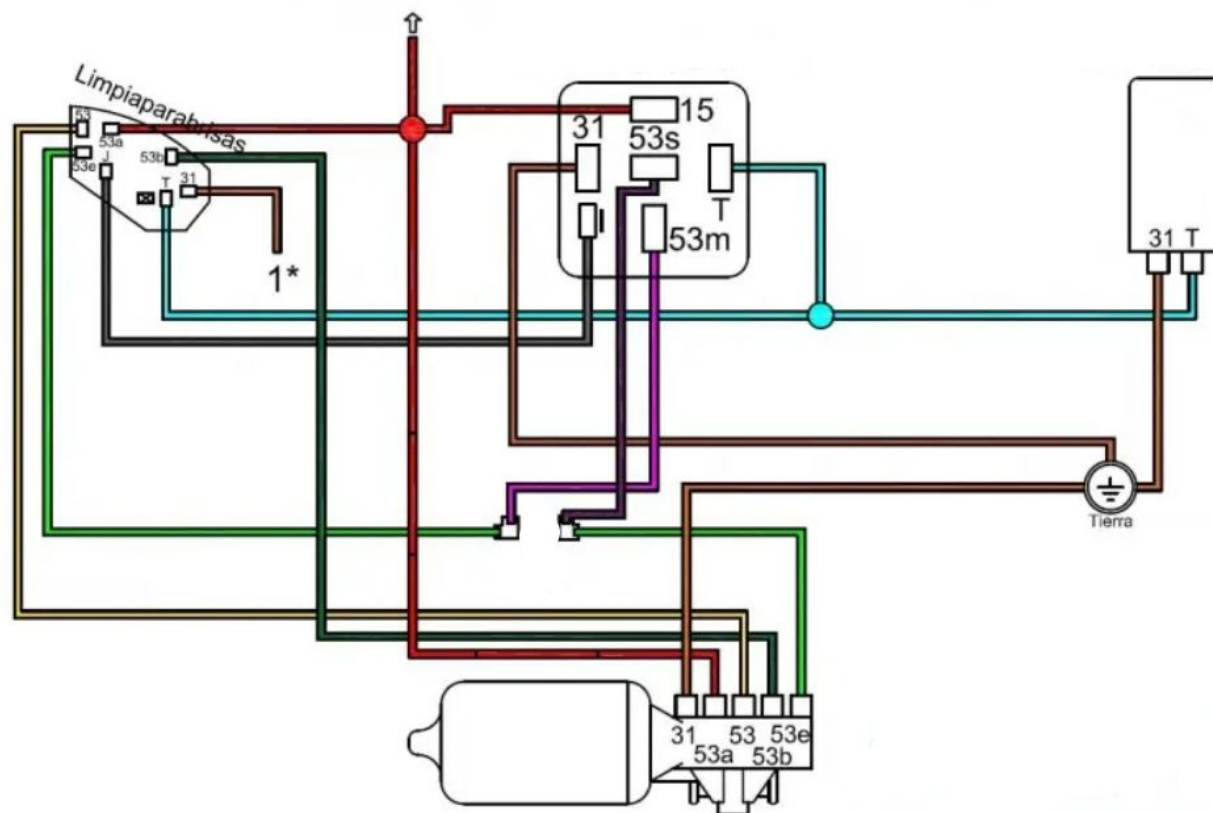 Limpiaparabrisas
53
53a
53e
J
53b
T
31
1*
15
31
53s
T
I
53m
31 T
Tierra
31 53 53e
53a 53b